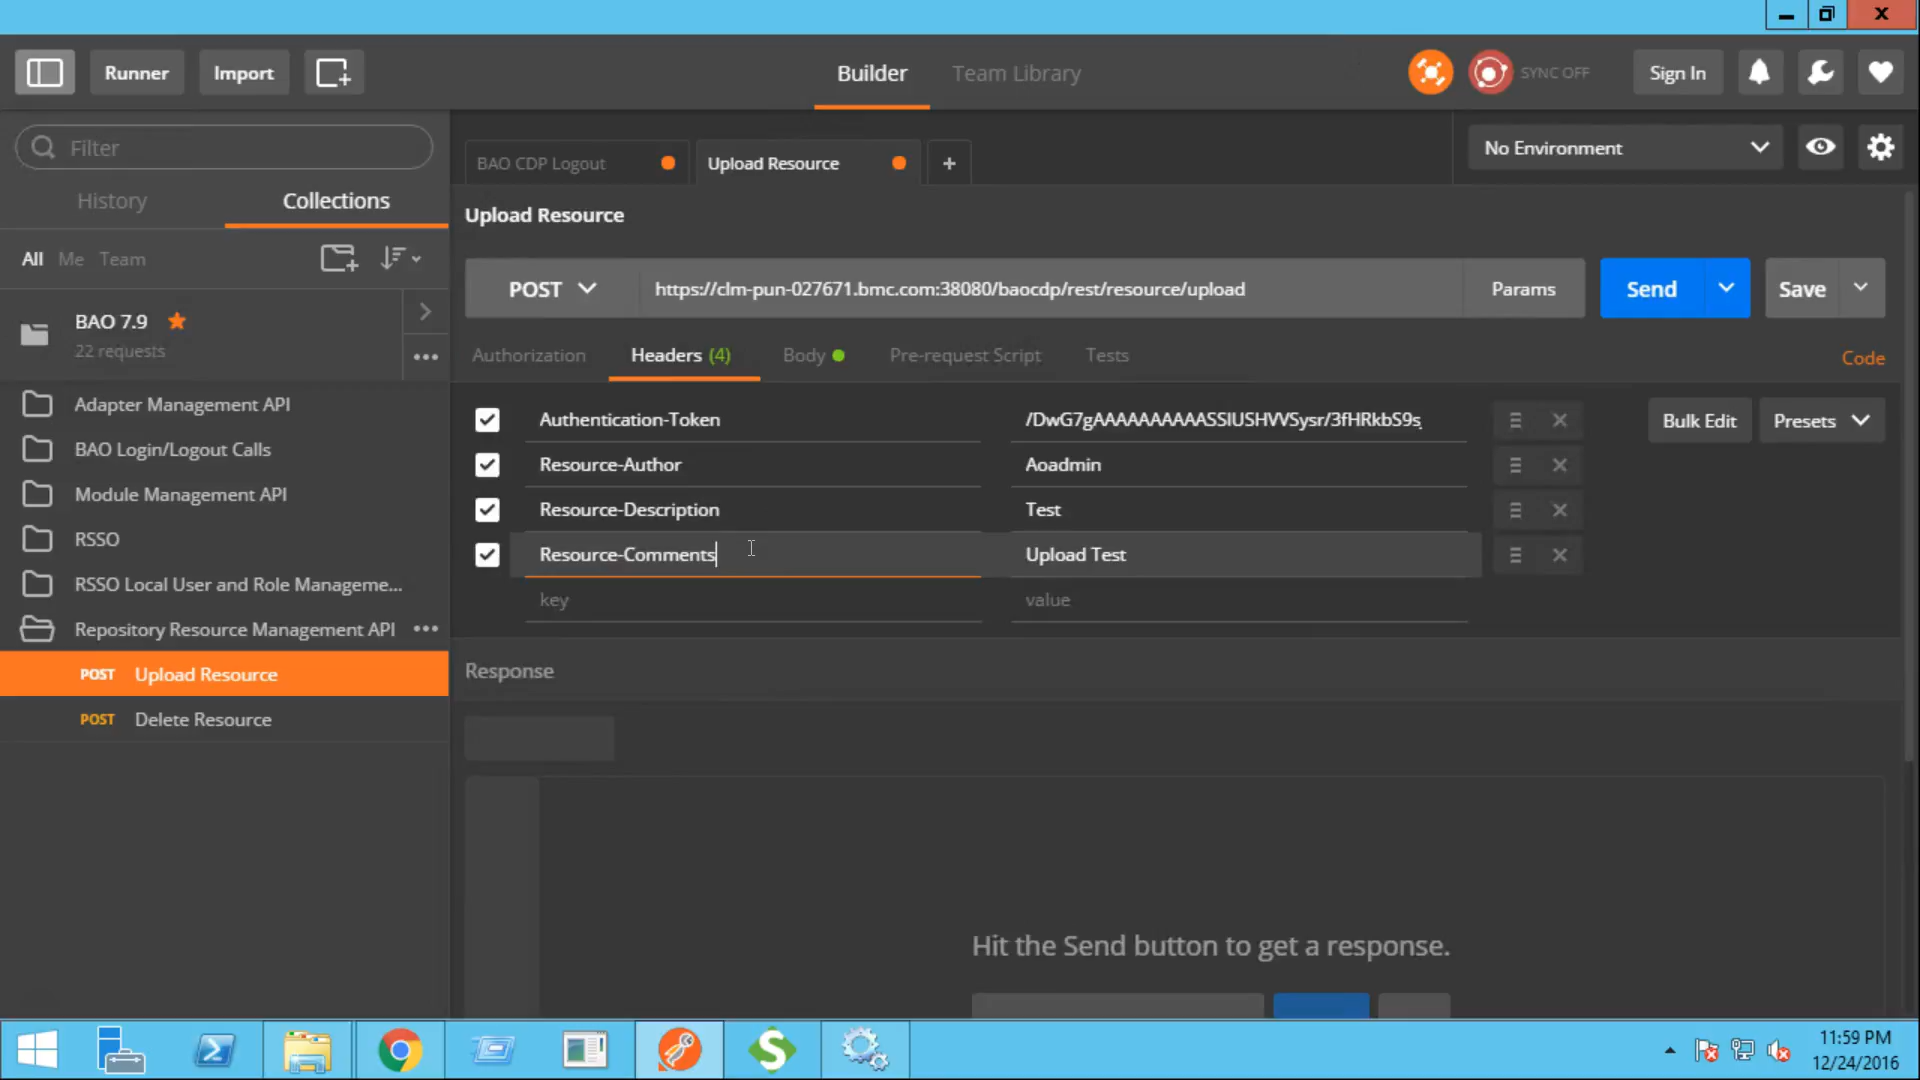 Runner
Import
Builder
Team Library
SYNC OFF
Sign In
Filter
BAO CDP Logout
Upload Resource
+
No Environment
History
Collections
Upload Resource
All Me Team
POST
https://clm-pun-027671.bmc.com:38080/baocdp/rest/resource/upload
Params
Send
Save
BAO 7.9
22 requests
Authorization
Headers (4)
Body
Pre-request Script
Tests
Code
Adapter Management API
BAO Login/Logout Calls
Module Management API
RSSO
RSSO Local User and Role Manageme...
Repository Resource Management API
POST Upload Resource
POST Delete Resource
Authentication-Token /DwG7gAAAAAAAAAASSIUSHVVSysr/3fHRkbS9s
Bulk Edit
Presets
Resource-Author Aoadmin
Resource-Description Test
Resource-Comments Upload Test
key value
Response
Hit the Send button to get a response.
11:59 PM
12/24/2016